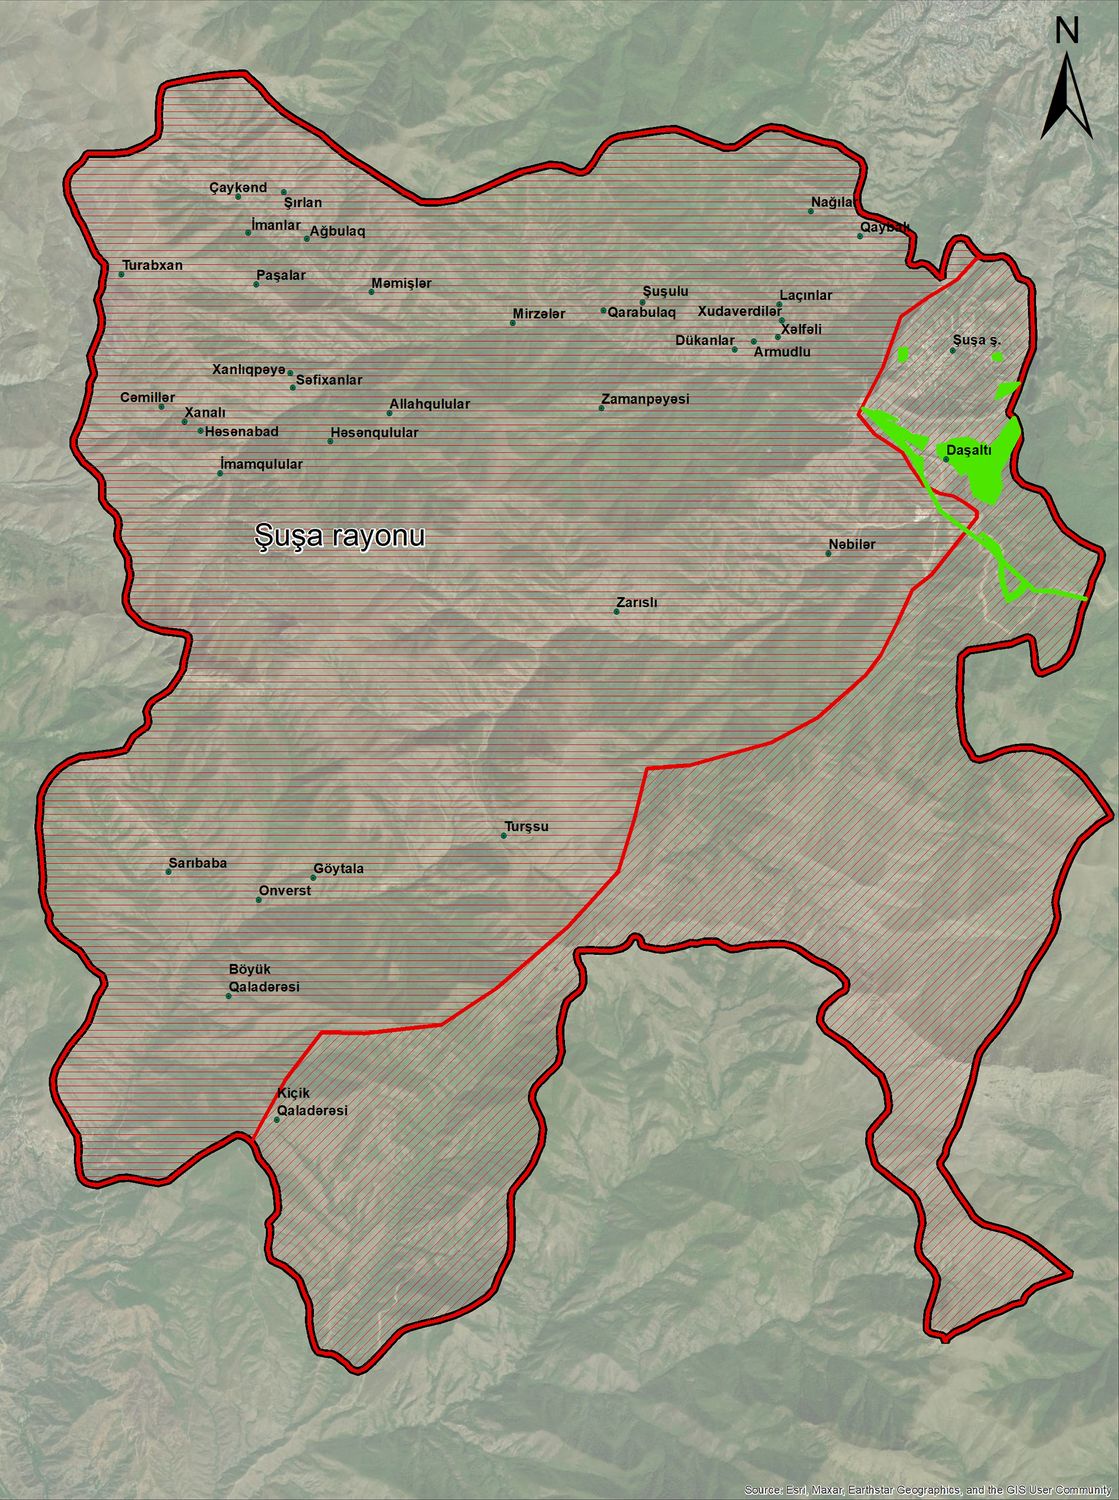 N
Çaykənd
Şırlan
Nağılar
İmanlar
Ağbulaq
Qaybalı
Turabxan
Paşalar
Məmişlər
Şuşulu
Laçınlar
Mirzələr
Qarabulaq
Xudaverdilər
Xəlfəli
Dükanlar
Armudlu
Şuşa ş.
Xanlıqpəyə
Səfixanlar
Cəmillər
Xanalı
Allahqulular
Zamanpəyəsi
Həsənabad
Həsənqulular
Daşaltı
İmamqulular
Şuşa rayonu
Nəbilər
Zarıslı
Turşsu
Sarıbaba
Göytala
Onverst
Böyük
Qaladərəsi
Kiçik
Qaladərəsi
Source: Esri, Maxar, Earthstar Geographics, and the GIS User Community